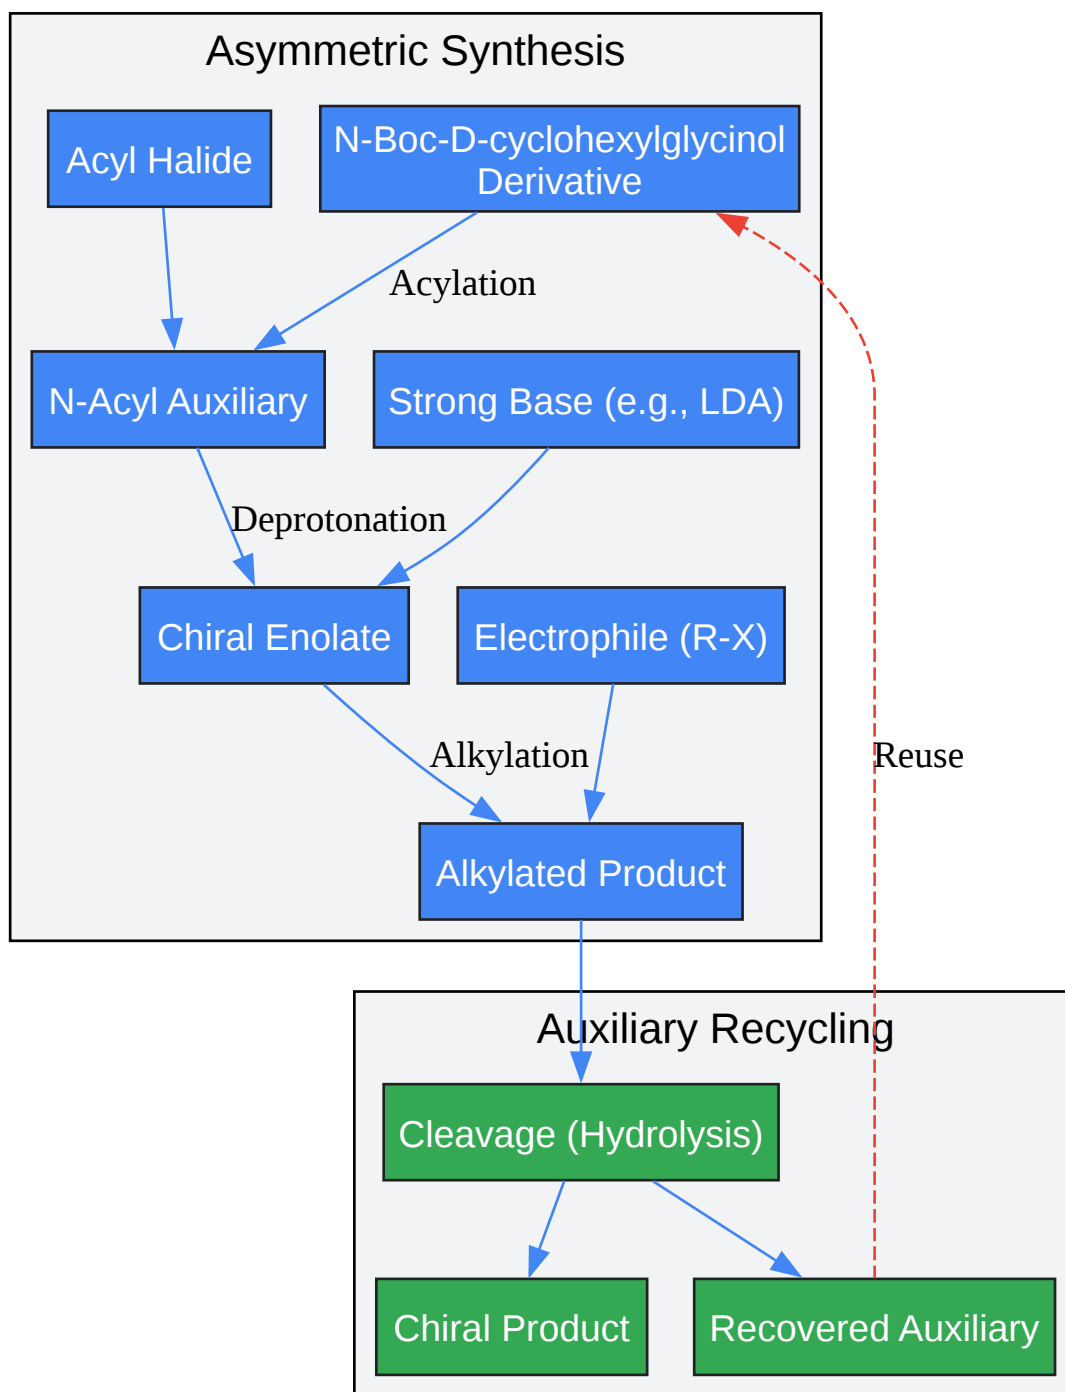 Asymmetric Synthesis
Acyl Halide
N-Boc-D-cyclohexylglycinol
Derivative
Acylation
N-Acyl Auxiliary
Strong Base (e.g., LDA)
Deprotonation
Chiral Enolate
Electrophile (R-X)
Alkylation
Reuse
Alkylated Product
Auxiliary Recycling
Cleavage (Hydrolysis)
Chiral Product
Recovered Auxiliary